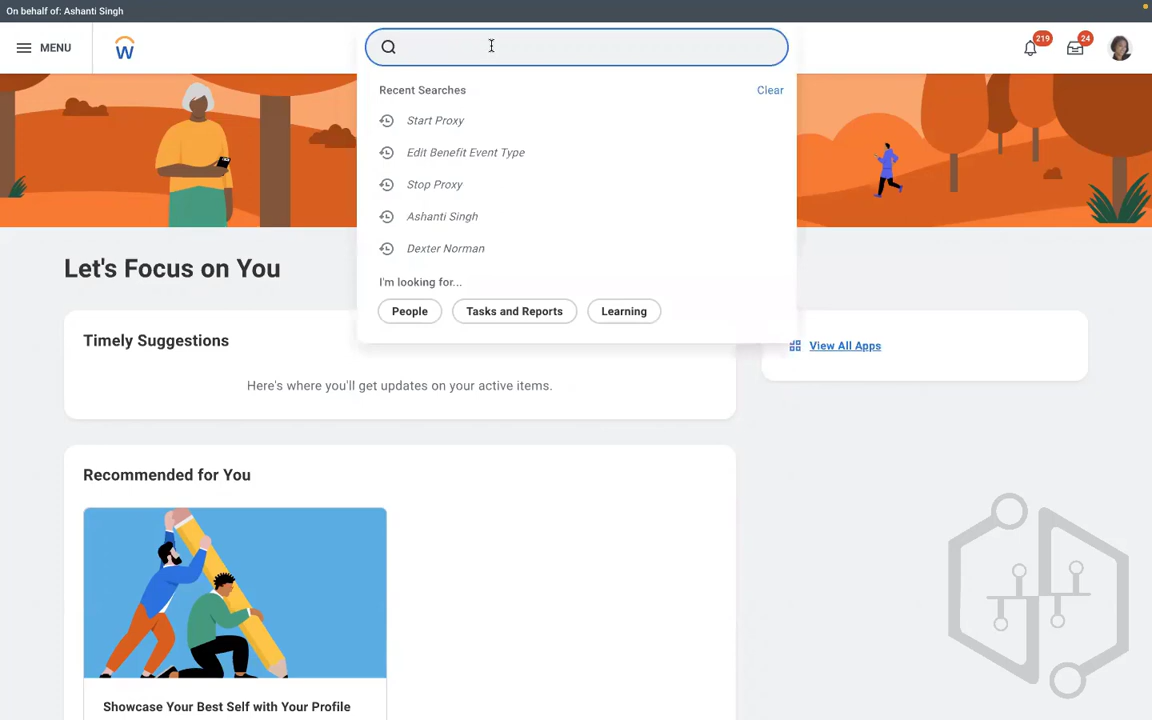 On behalf of: Ashanti Singh
MENU
W
219
24
Recent Searches
Clear
Start Proxy
Edit Benefit Event Type
Stop Proxy
Ashanti Singh
Dexter Norman
I'm looking for...
People
Tasks and Reports
Learning
Let's Focus on You
Timely Suggestions
Here's where you'll get updates on your active items.
View All Apps
Recommended for You
Showcase Your Best Self with Your Profile